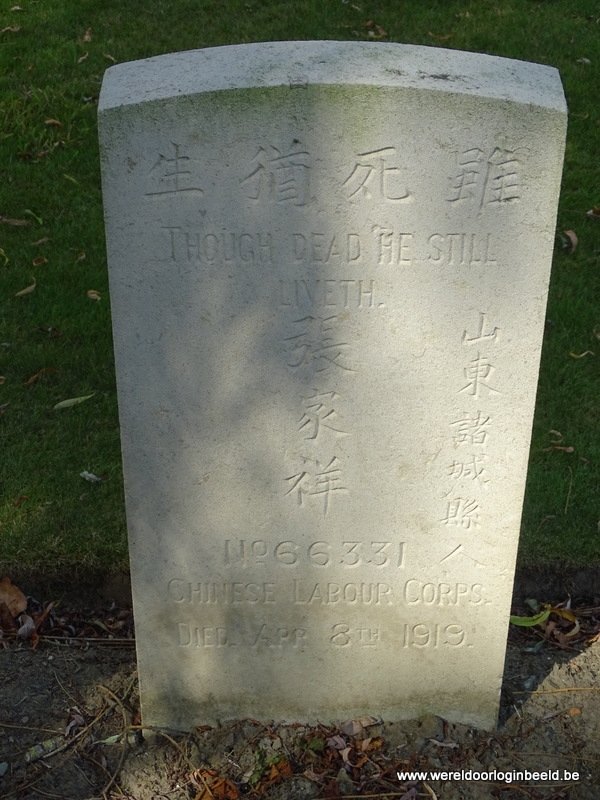 雖死猶生
THOUGH DEAD HE STILL
LIVETH.
山東諸城縣人
張家祥
No 66331
CHINESE LABOUR CORPS.
DIED. APR 8TH 1919.
www.wereldoorloginbeeld.be